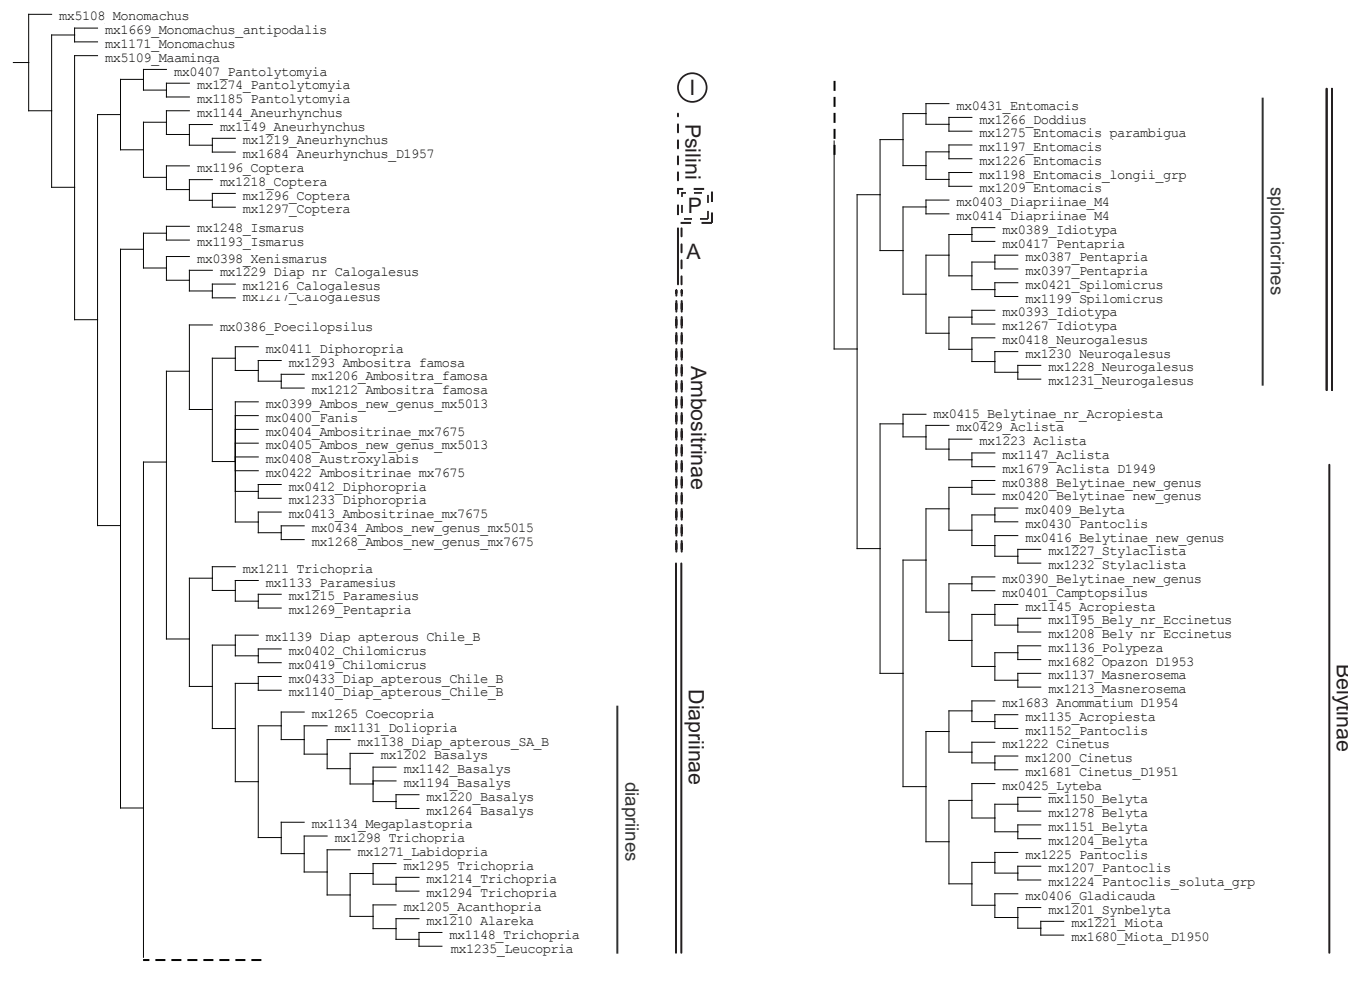 mx5108_Monomachus
mx1669_Monomachus_antipodalis
mx1171_Monomachus
mx5109_Maaminga
mx0407_Pantolytomyia
mx1274_Pantolytomyia
mx1185_Pantolytomyia
mx1144_Aneurhynchus
mx1149_Aneurhynchus
mx1219_Aneurhynchus
mx1684_Aneurhynchus_D1957
mx1196_Coptera
mx1218_Coptera
mx1296_Coptera
mx1297_Coptera
mx1248_Ismarus
mx1193_Ismarus
mx0398_Xenismarus
mx1229_Diap_nr_Calogalesus
mx1216_Calogalesus
mx1217_Calogalesus
mx0386_Poecilopsilus
mx0411_Diphoropria
mx1293_Ambositra_famosa
mx1206_Ambositra_famosa
mx1212_Ambositra_famosa
mx0399_Ambos_new_genus_mx5013
mx0400_Fanis
mx0404_Ambositrinae_mx7675
mx0405_Ambos_new_genus_mx5013
mx0408_Austroxylabis
mx0422_Ambositrinae_mx7675
mx0412_Diphoropria
mx1233_Diphoropria
mx0413_Ambositrinae_mx7675
mx0434_Ambos_new_genus_mx5015
mx1268_Ambos_new_genus_mx7675
mx1211_Trichopria
mx1133_Paramesius
mx1215_Paramesius
mx1269_Pentapria
mx1139_Diap_apterous_Chile_B
mx0402_Chilomicrus
mx0419_Chilomicrus
mx0433_Diap_apterous_Chile_B
mx1140_Diap_apterous_Chile_B
mx1265_Coecopria
mx1131_Doliopria
mx1138_Diap_apterous_SA_B
mx1202_Basalys
mx1142_Basalys
mx1194_Basalys
mx1220_Basalys
mx1264_Basalys
mx1134_Megaplastopria
mx1298_Trichopria
mx1271_Labidopria
mx1295_Trichopria
mx1214_Trichopria
mx1294_Trichopria
mx1205_Acanthopria
mx1210_Alareka
mx1148_Trichopria
mx1235_Leucopria
diapriines
I
Psilini
P
A
Ambositrinae
Diapriinae
mx0431_Entomacis
mx1266_Doddius
mx1275_Entomacis_parambigua
mx1197_Entomacis
mx1226_Entomacis
mx1198_Entomacis_longii_grp
mx1209_Entomacis
mx0403_Diapriinae_M4
mx0414_Diapriinae_M4
mx0389_Idiotypa
mx0417_Pentapria
mx0387_Pentapria
mx0397_Pentapria
mx0421_Spilomicrus
mx1199_Spilomicrus
mx0393_Idiotypa
mx1267_Idiotypa
mx0418_Neurogalesus
mx1230_Neurogalesus
mx1228_Neurogalesus
mx1231_Neurogalesus
mx0415_Belytinae_nr_Acropiesta
mx0429_Aclista
mx1223_Aclista
mx1147_Aclista
mx1679_Aclista_D1949
mx0388_Belytinae_new_genus
mx0420_Belytinae_new_genus
mx0409_Belyta
mx0430_Pantoclis
mx0416_Belytinae_new_genus
mx1227_Stylaclista
mx1232_Stylaclista
mx0390_Belytinae_new_genus
mx0401_Camptopsilus
mx1145_Acropiesta
mx1195_Bely_nr_Eccinetus
mx1208_Bely_nr_Eccinetus
mx1136_Polypeza
mx1682_Opazon_D1953
mx1137_Masnerosema
mx1213_Masnerosema
mx1683_Anommatium_D1954
mx1135_Acropiesta
mx1152_Pantoclis
mx1222_Cinetus
mx1200_Cinetus
mx1681_Cinetus_D1951
mx0425_Lyteba
mx1150_Belyta
mx1278_Belyta
mx1151_Belyta
mx1204_Belyta
mx1225_Pantoclis
mx1207_Pantoclis
mx1224_Pantoclis_soluta_grp
mx0406_Gladicauda
mx1201_Synbelyta
mx1221_Miota
mx1680_Miota_D1950
spilomicrines
Belytinae